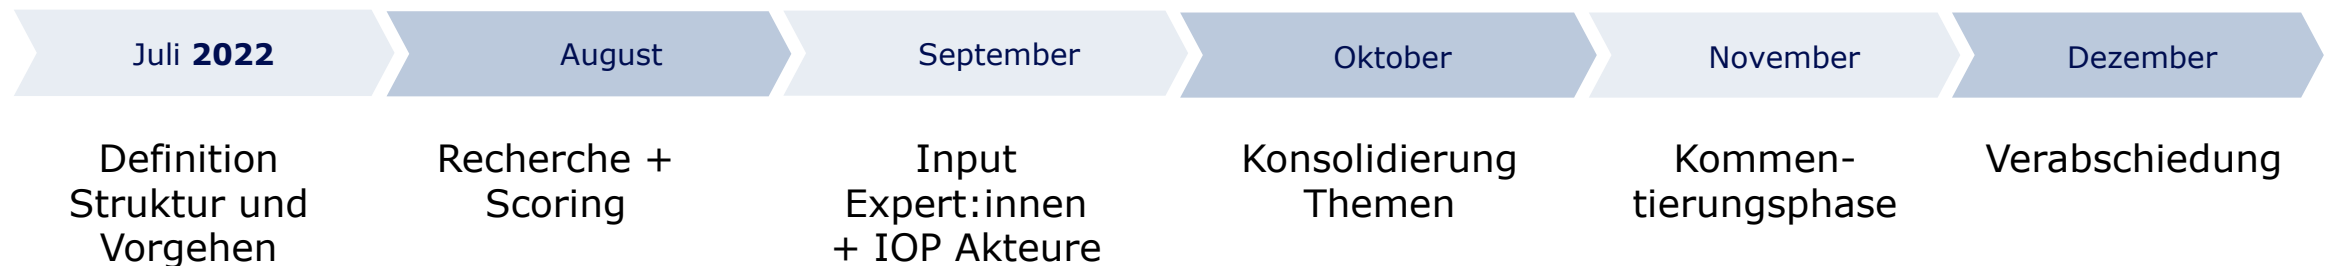 Juli 2022
August
September
Oktober
November
Dezember
Definition
Struktur und
Vorgehen
Recherche +
Scoring
Input
Expert:innen
+ IOP Akteure
Konsolidierung
Themen
Kommen-
tierungsphase
Verabschiedung